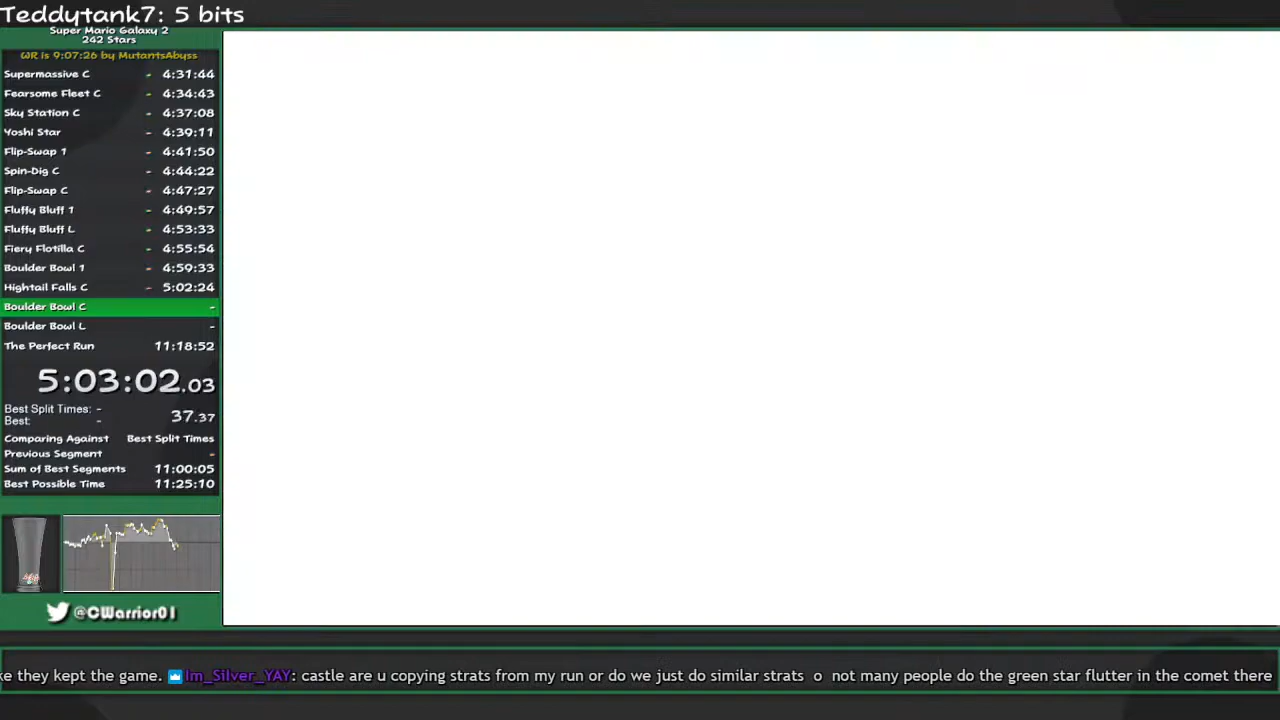 Teddytank7: 5 bits
Super Mario Galaxy 2
242 Stars
WR is 9:07:26 by MutantsAbyss
Supermassive C - 4:31:44
Fearsome Fleet C - 4:34:43
Sky Station C - 4:37:08
Yoshi Star - 4:39:11
Flip-Swap 1 - 4:41:50
Spin-Dig C - 4:44:22
Flip-Swap C - 4:47:27
Fluffy Bluff 1 - 4:49:57
Fluffy Bluff L - 4:53:33
Fiery Flotilla C - 4:55:54
Boulder Bowl 1 - 4:59:33
Hightail Falls C - 5:02:24
Boulder Bowl C -
Boulder Bowl L -
The Perfect Run 11:18:52
5:03:02.03
Best Split Times: -
Best: -
37.37
Comparing Against Best Split Times
Previous Segment -
Sum of Best Segments 11:00:05
Best Possible Time 11:25:10
@CWarrior01
ke they kept the game. Im_Silver_YAY: castle are u copying strats from my run or do we just do similar strats o not many people do the green star flutter in the comet there